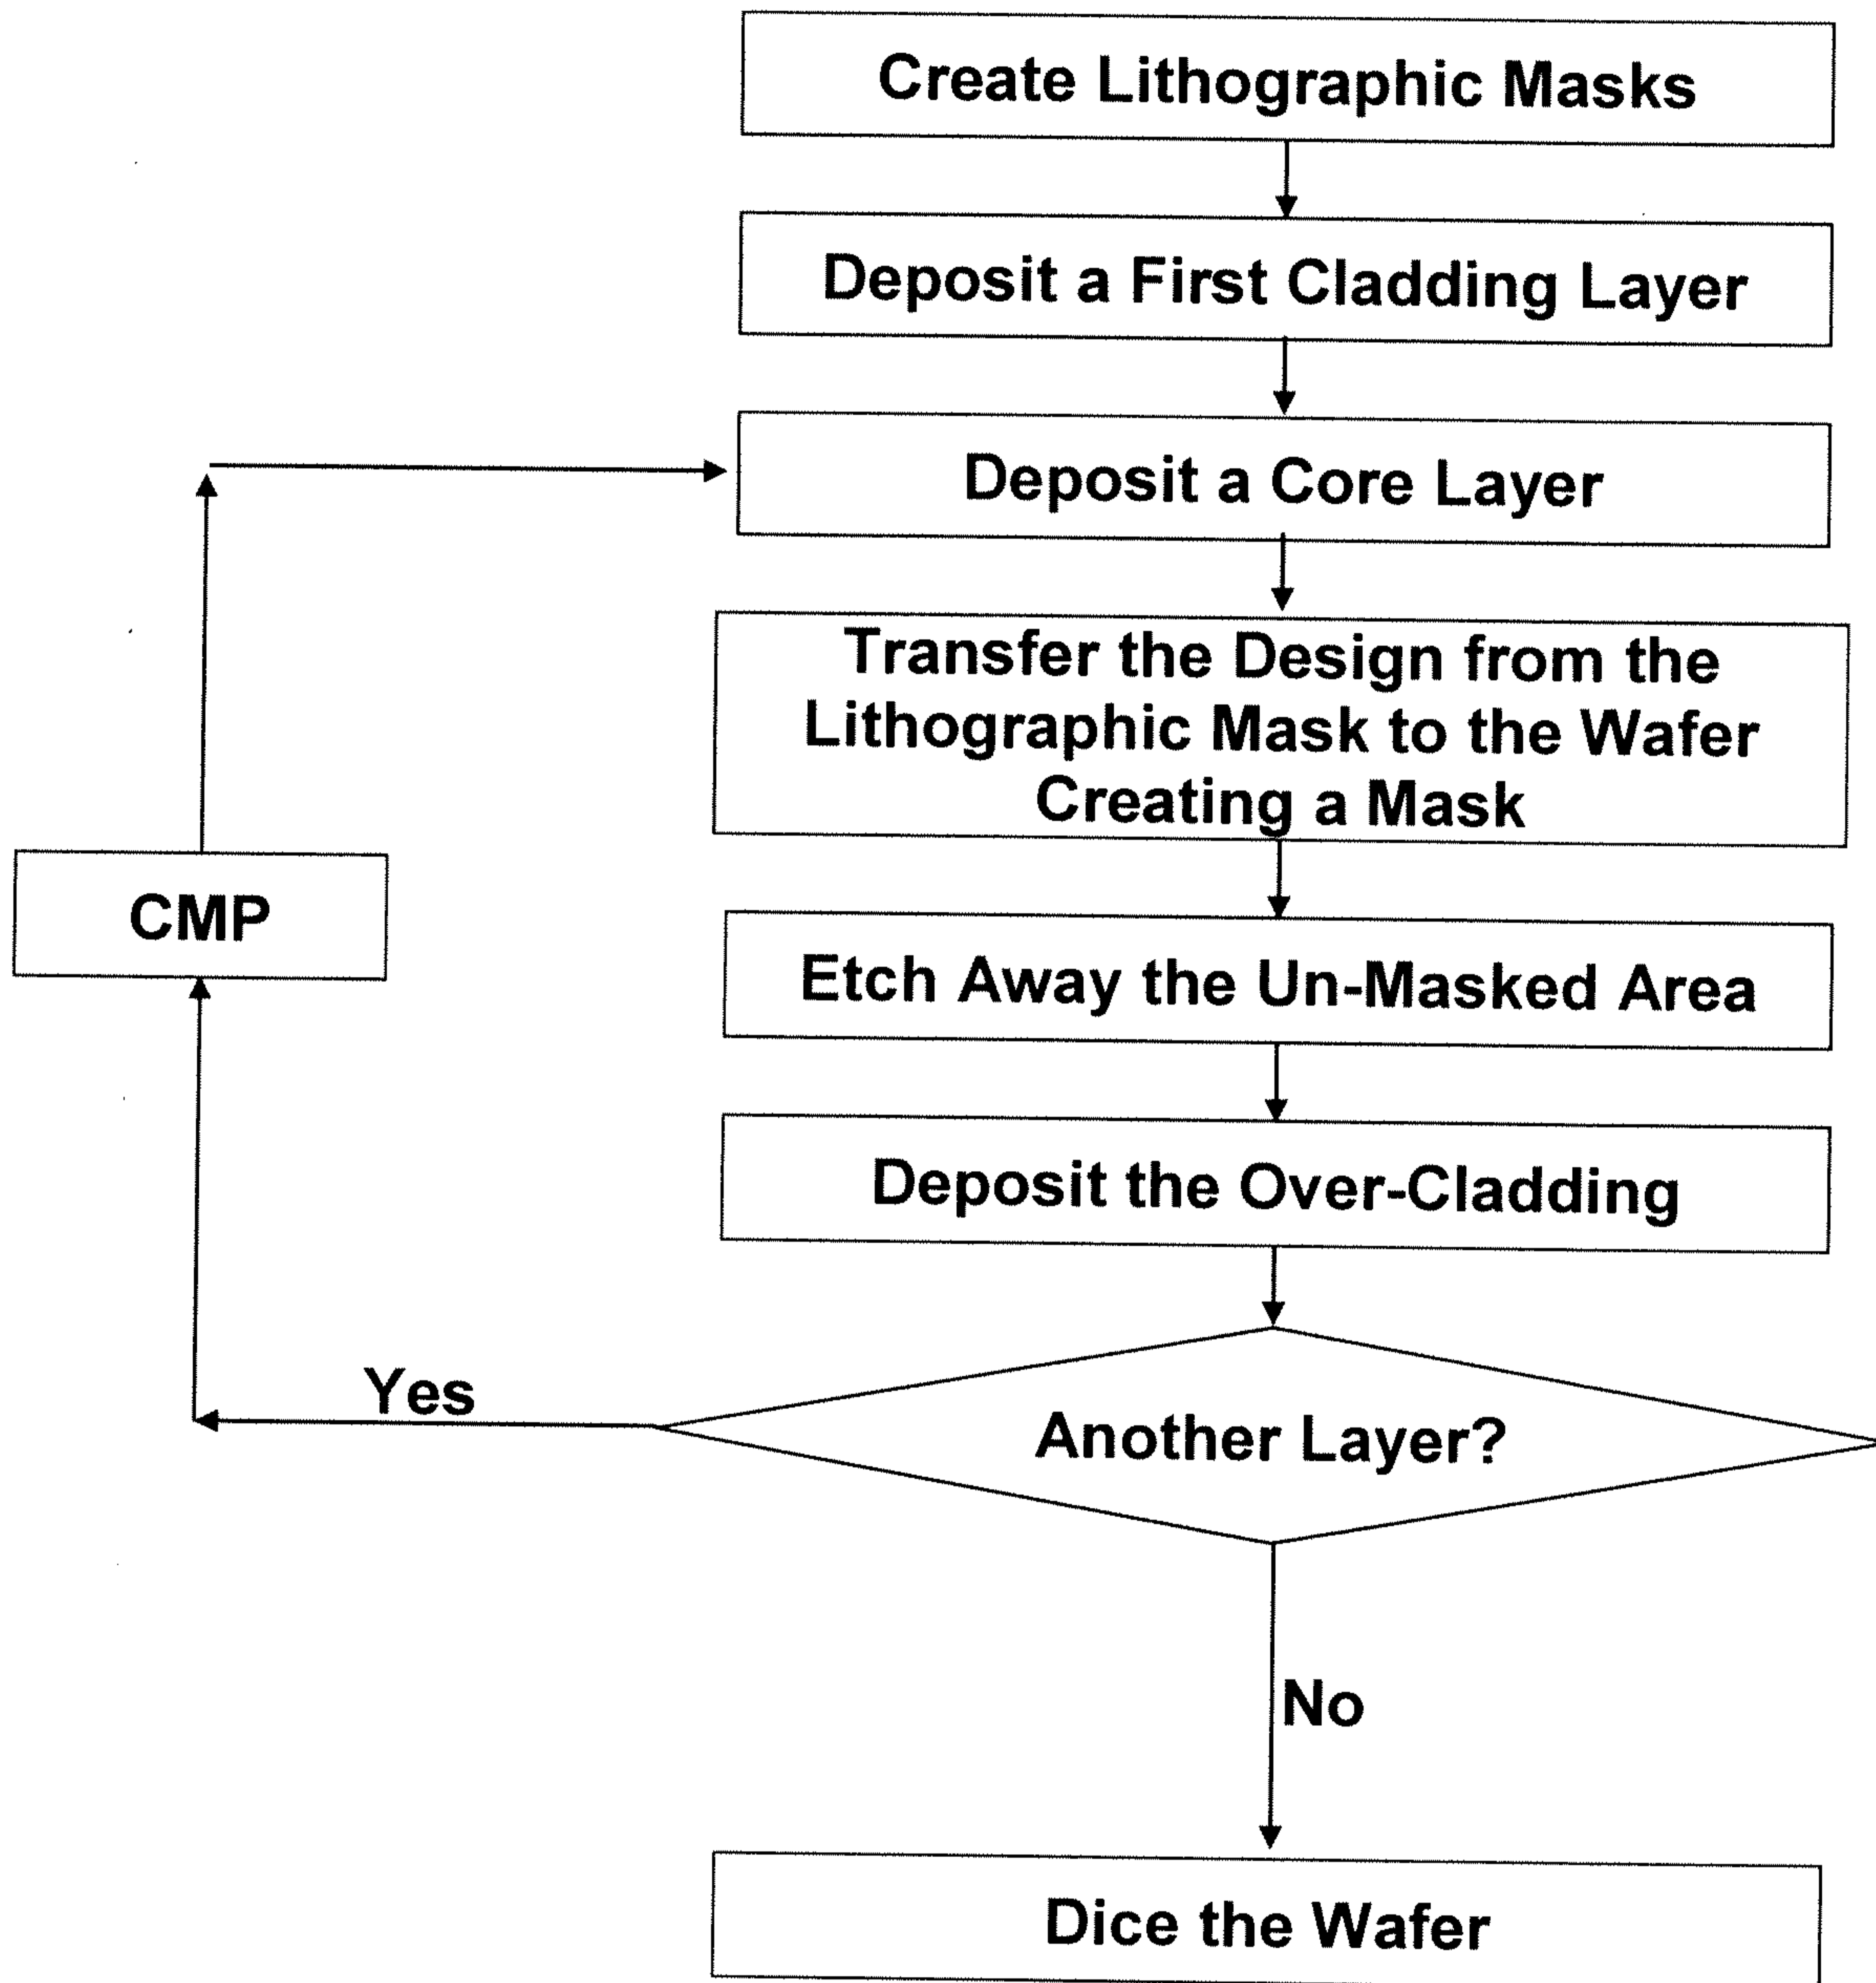 Create Lithographic Masks
Deposit a First Cladding Layer
Deposit a Core Layer
Transfer the Design from the
Lithographic Mask to the Wafer
Creating a Mask
CMP
Etch Away the Un-Masked Area
Deposit the Over-Cladding
Yes
Another Layer?
No
Dice the Wafer